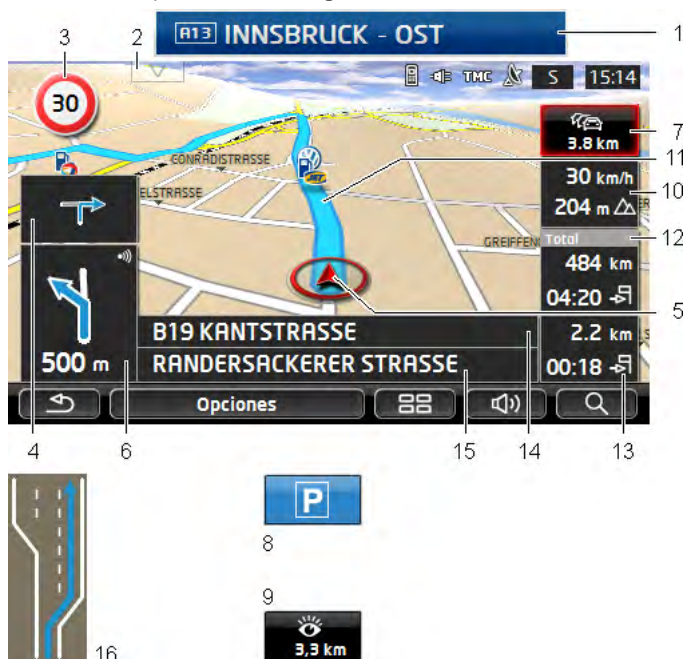 A13 INNSBRUCK - OST
1
3
2
30
TMC
S
15:14
3.8 km
7
CONRADISTRASSE
11
ELSTRASSE
30 km/h
10
204 m
GREIFFEN
Total
12
484 km
04:20
5
B19 KANTSTRASSE
2.2 km
500 m
RANDERSACKERER STRASSE
00:18
Opciones
4
6
15
14
13
P
8
9
3,3 km
16